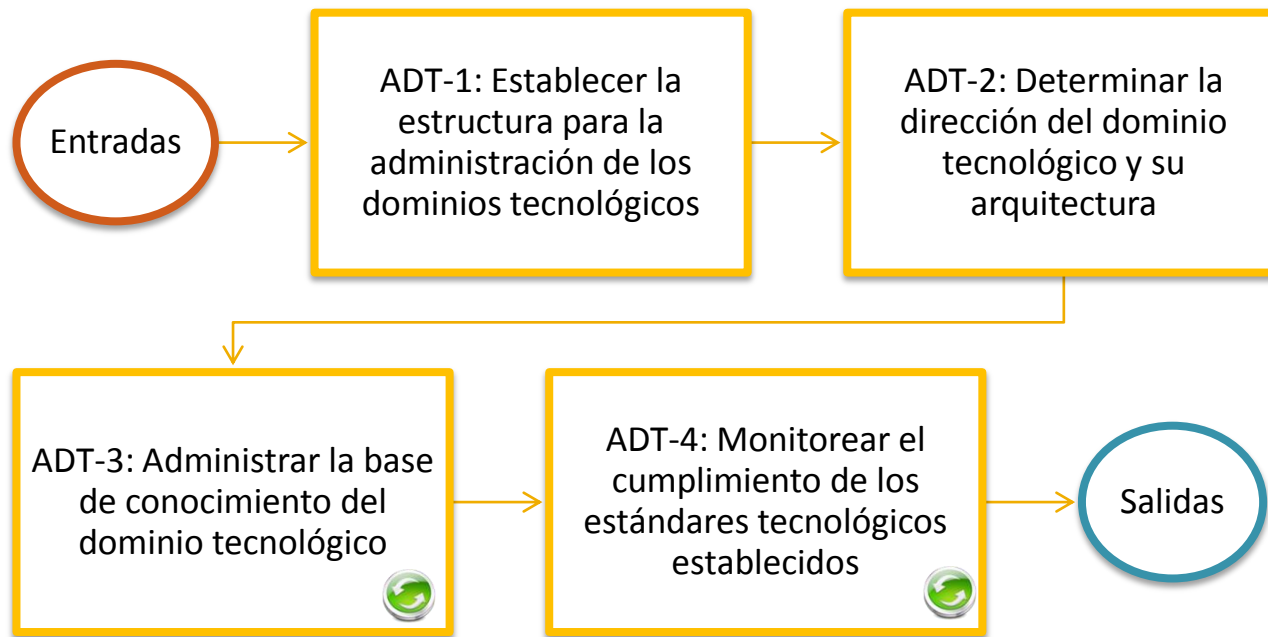 Entradas
ADT-1: Establecer la
estructura para la
administración de los
dominios tecnológicos
ADT-2: Determinar la
dirección del dominio
tecnológico y su
arquitectura
ADT-3: Administrar la base
de conocimiento del
dominio tecnológico
ADT-4: Monitorear el
cumplimiento de los
estándares tecnológicos
establecidos
Salidas